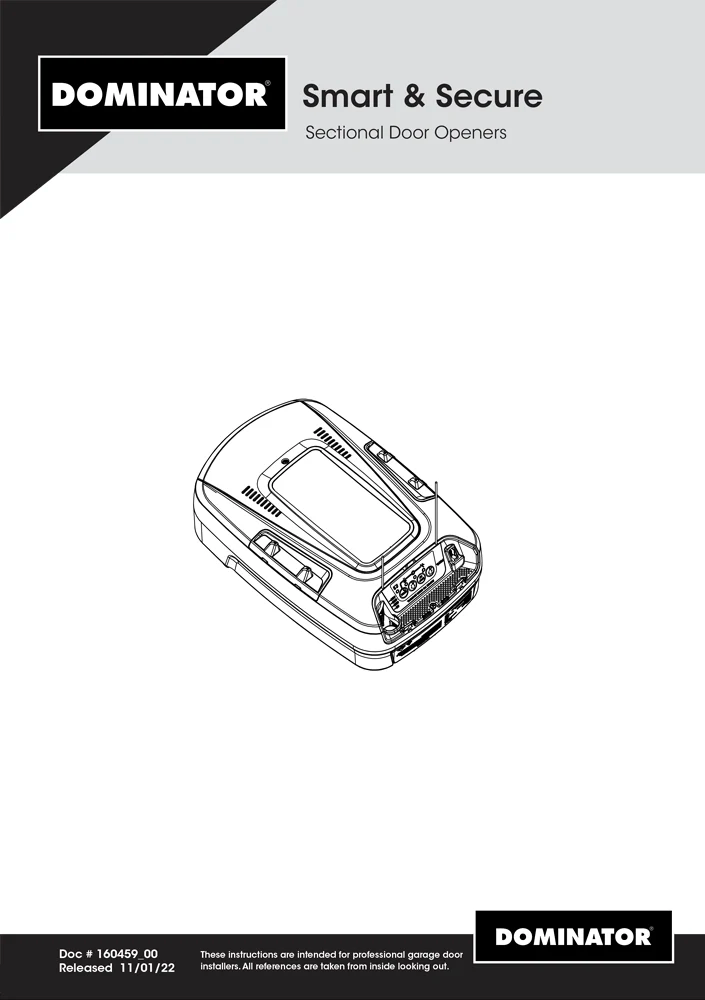 DOMINATOR®
Smart & Secure
Sectional Door Openers
Doc # 160459_00
Released 11/01/22
These instructions are intended for professional garage door
installers. All references are taken from inside looking out.
DOMINATOR®